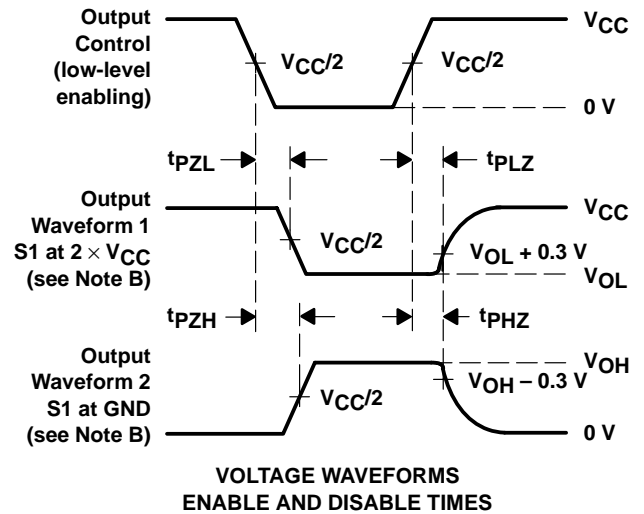 Output
Control
(low-level
enabling)
VCC/2
VCC/2
VCC
0 V
tPZL
tPLZ
Output
Waveform 1
S1 at 2 × VCC
(see Note B)
VCC/2
VCC
VOL + 0.3 V
VOL
tPZH
tPHZ
Output
Waveform 2
S1 at GND
(see Note B)
VCC/2
VOH
VOH – 0.3 V
0 V
VOLTAGE WAVEFORMS
ENABLE AND DISABLE TIMES